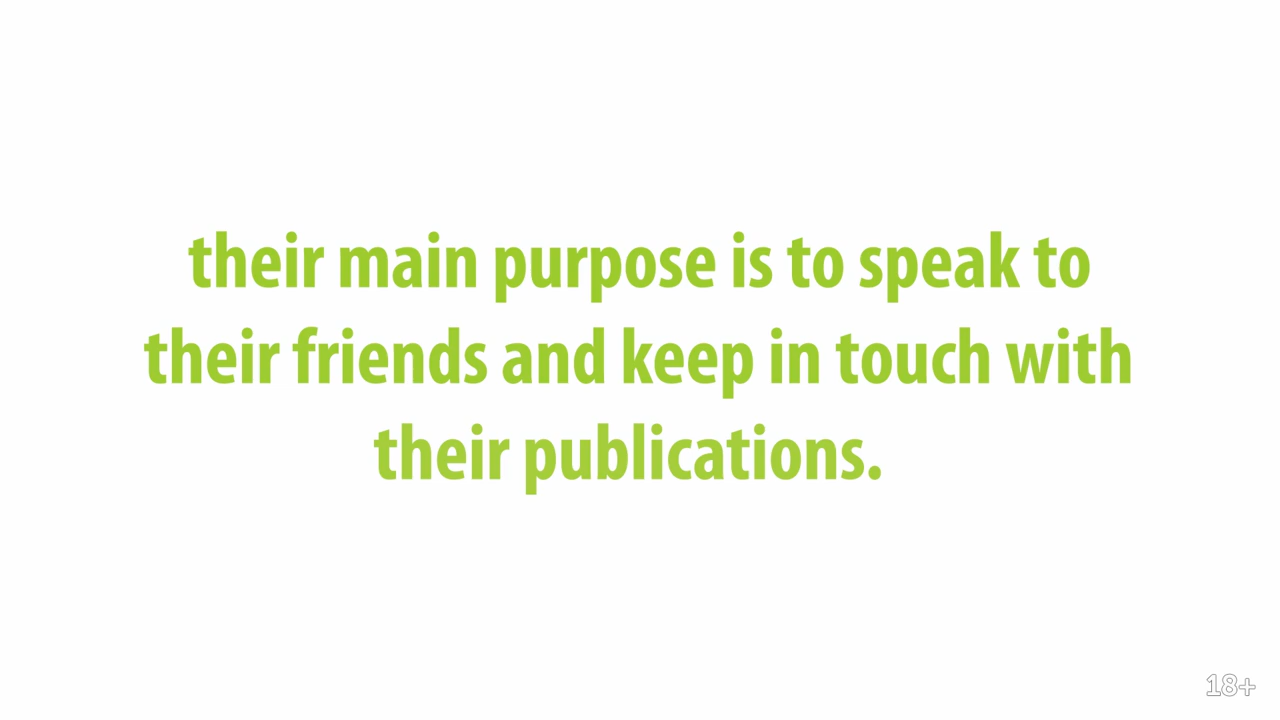 their main purpose is to speak to
their friends and keep in touch with
their publications.
18+